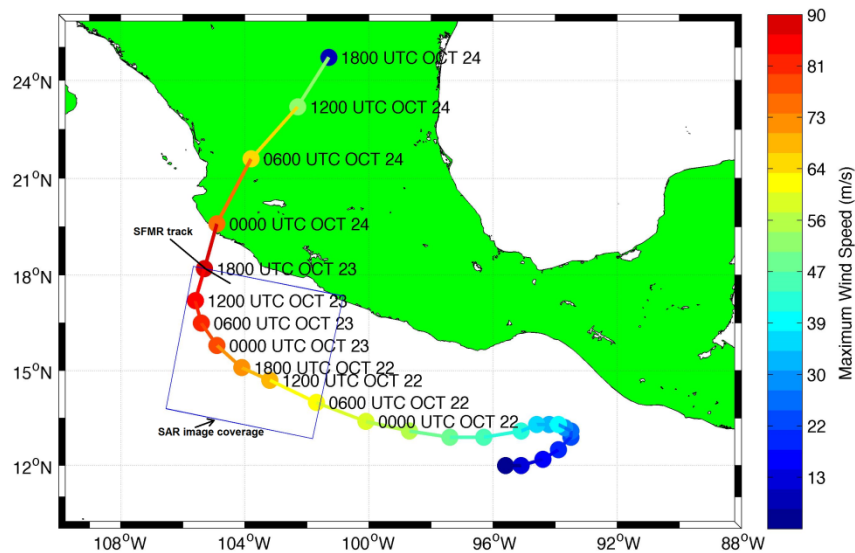 1800 UTC OCT 24
1200 UTC OCT 24
0600 UTC OCT 24
0000 UTC OCT 24
SFMR track
1800 UTC OCT 23
1200 UTC OCT 23
0600 UTC OCT 23
0000 UTC OCT 23
1800 UTC OCT 22
1200 UTC OCT 22
0600 UTC OCT 22
0000 UTC OCT 22
SAR image coverage
24°N
21°N
18°N
15°N
12°N
108°W
104°W
100°W
96°W
92°W
88°W
90
81
73
64
56
47
39
30
22
13
Maximum Wind Speed (m/s)